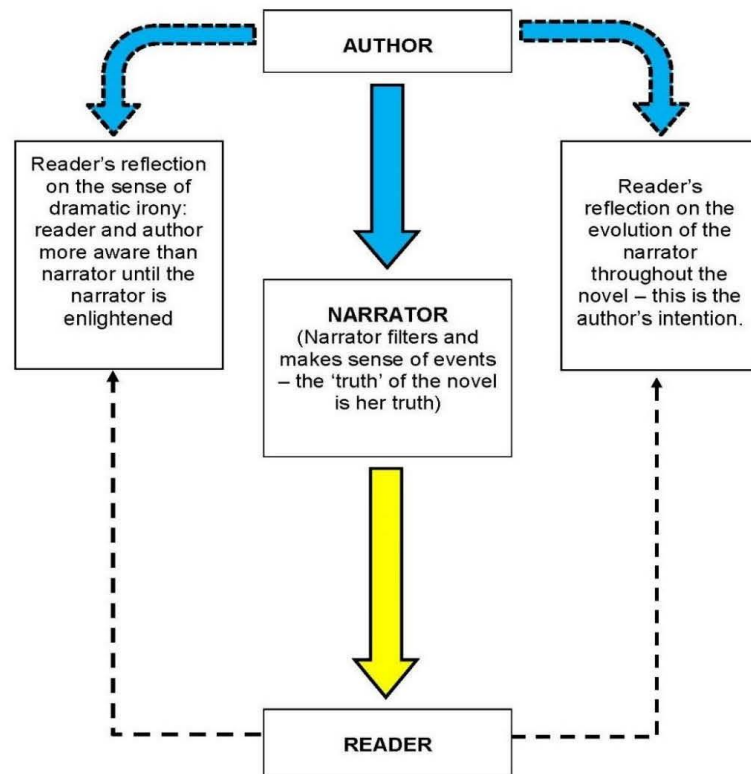 AUTHOR
Reader’s reflection
on the sense of
dramatic irony:
reader and author
more aware than
narrator until the
narrator is
enlightened
Reader’s
reflection on the
evolution of the
narrator
throughout the
novel – this is the
author’s intention.
NARRATOR
(Narrator filters and
makes sense of events
– the ‘truth’ of the novel
is her truth)
READER